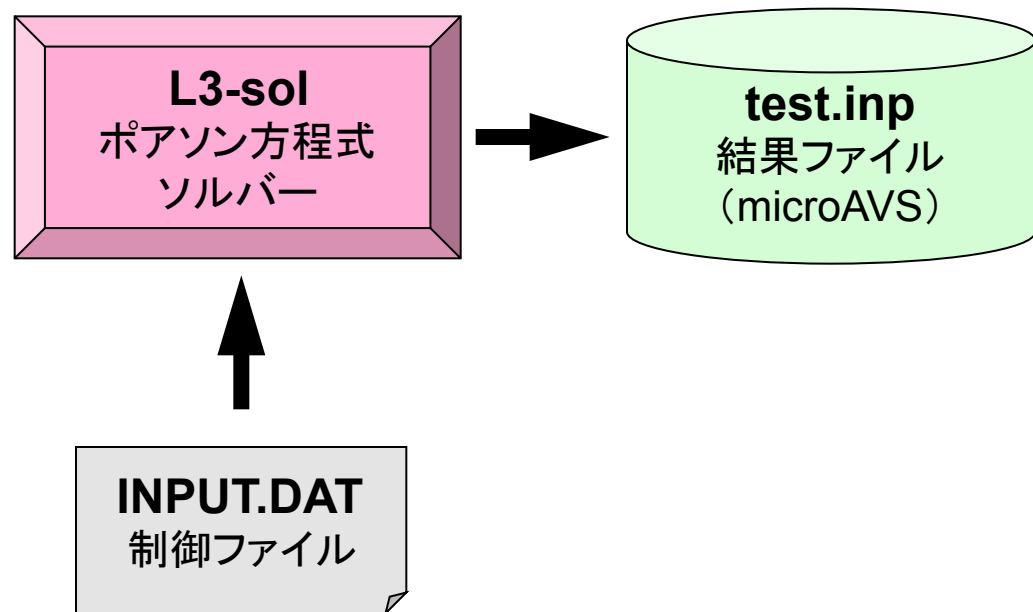 L3-sol
ポアソン方程式
ソルバー
test.inp
結果ファイル
（microAVS）
INPUT.DAT
制御ファイル